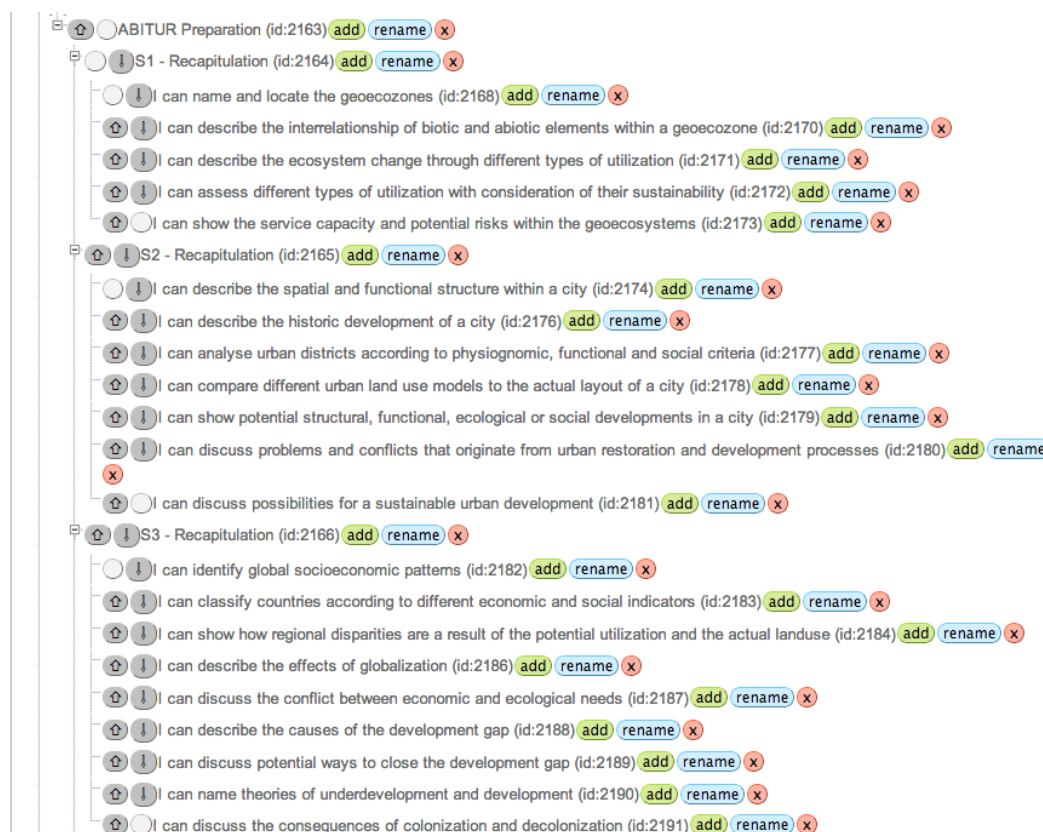 ABITUR Preparation (id:2163) add rename x
S1 - Recapitulation (id:2164) add rename x
I can name and locate the geoecozones (id:2168) add rename x
I can describe the interrelationship of biotic and abiotic elements within a geoecozone (id:2170) add rename x
I can describe the ecosystem change through different types of utilization (id:2171) add rename x
I can assess different types of utilization with consideration of their sustainability (id:2172) add rename x
I can show the service capacity and potential risks within the geoecosystems (id:2173) add rename x
S2 - Recapitulation (id:2165) add rename x
I can describe the spatial and functional structure within a city (id:2174) add rename x
I can describe the historic development of a city (id:2176) add rename x
I can analyse urban districts according to physiognomic, functional and social criteria (id:2177) add rename x
I can compare different urban land use models to the actual layout of a city (id:2178) add rename x
I can show potential structural, functional, ecological or social developments in a city (id:2179) add rename x
I can discuss problems and conflicts that originate from urban restoration and development processes (id:2180) add rename
x
I can discuss possibilities for a sustainable urban development (id:2181) add rename x
S3 - Recapitulation (id:2166) add rename x
I can identify global socioeconomic patterns (id:2182) add rename x
I can classify countries according to different economic and social indicators (id:2183) add rename x
I can show how regional disparities are a result of the potential utilization and the actual landuse (id:2184) add rename x
I can describe the effects of globalization (id:2186) add rename x
I can discuss the conflict between economic and ecological needs (id:2187) add rename x
I can describe the causes of the development gap (id:2188) add rename x
I can discuss potential ways to close the development gap (id:2189) add rename x
I can name theories of underdevelopment and development (id:2190) add rename x
I can discuss the consequences of colonization and decolonization (id:2191) add rename x